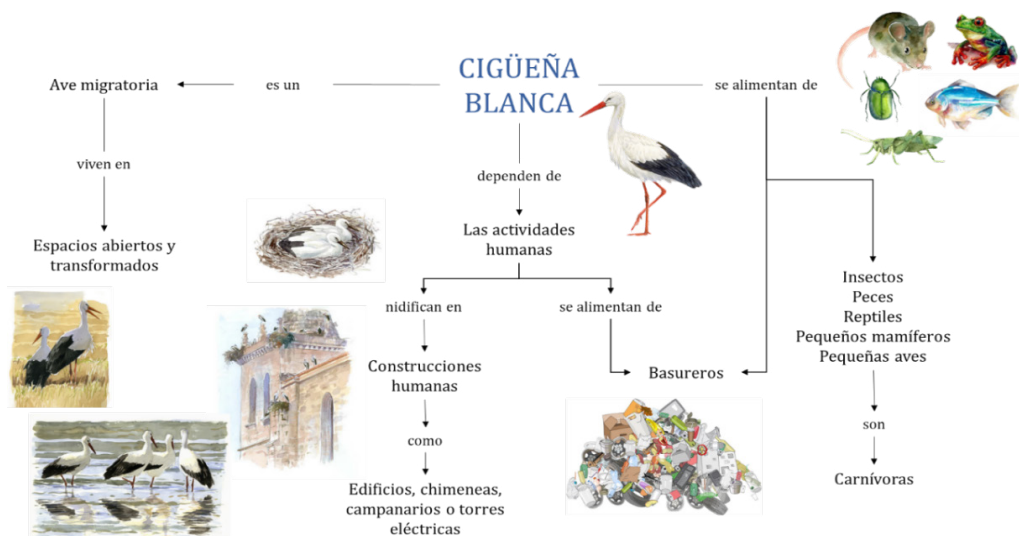 CIGÜEÑA
BLANCA
es un
Ave migratoria
viven en
Espacios abiertos y
transformados
dependen de
Las actividades
humanas
nidifican en
Construcciones
humanas
como
Edificios, chimeneas,
campanarios o torres
eléctricas
se alimentan de
Basureros
se alimentan de
Insectos
Peces
Reptiles
Pequeños mamíferos
Pequeñas aves
son
Carnívoras